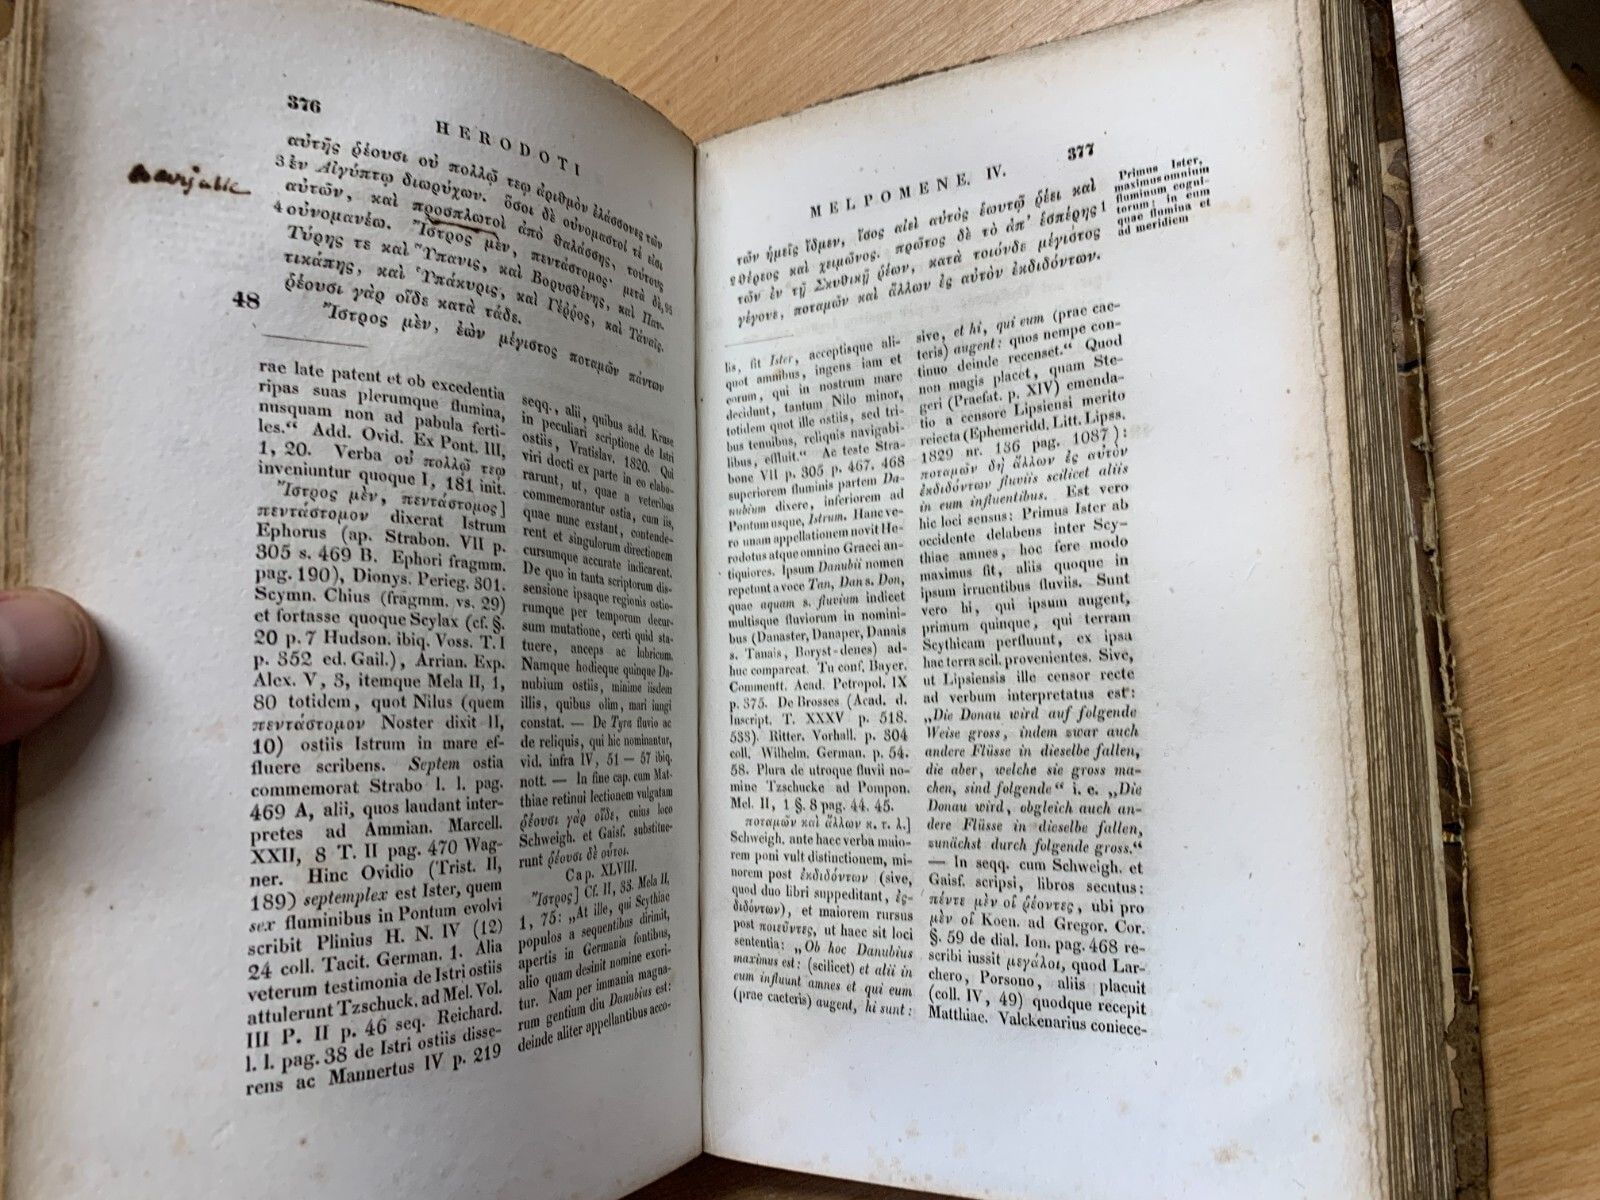 376
HERODOTI
navigable
αὐτῆς ῥέουσι οὐ πολλῷ τεῳ ἀριθμὸν ἐλάσσονες τῶν
3 ἐν Αἰγύπτῳ διωρύχων. ὅσοι δὲ οὐνομαστοί τέ εἰσι
αὐτῶν, καὶ προσπλωτοὶ ἀπὸ θαλάσσης, τούτους
4 οὐνομανέω. Ἴστρος μὲν, πεντάστομος· μετὰ δὲ, 95
Τύρης τε καὶ Ὕπανις, καὶ Βορυσθένης, καὶ Παν-
τικάπης, καὶ Ὑπάκυρις, καὶ Γέῤῥος, καὶ Τάναϊς.
ῥέουσι γὰρ οἵδε κατὰ τάδε.
48 Ἴστρος μὲν, ἐὼν μέγιστος ποταμῶν πάντων
rae late patent et ob excedentia
ripas suas plerumque flumina,
nusquam non ad pabula ferti-
les.“ Add. Ovid. Ex Pont. III,
1, 20. Verba οὐ πολλῷ τεῳ
inveniuntur quoque I, 181 init.
Ἴστρος μὲν, πεντάστομος]
πεντάστομον dixerat Istrum
Ephorus (ap. Strabon. VII p.
305 s. 469 B. Ephori fragmm.
pag. 190), Dionys. Perieg. 301.
Scymn. Chius (fragmm. vs. 29)
et fortasse quoque Scylax (cf. §.
20 p. 7 Hudson. ibiq. Voss. T. I
p. 352 ed. Gail.), Arrian. Exp.
Alex. V, 3, itemque Mela II, 1,
80 totidem, quot Nilus (quem
πεντάστομον Noster dixit II,
10) ostiis Istrum in mare ef-
fluere scribens. Septem ostia
commemorat Strabo l. l. pag.
469 A, alii, quos laudant inter-
pretes ad Ammian. Marcell.
XXII, 8 T. II pag. 470 Wag-
ner. Hinc Ovidio (Trist. II,
189) septemplex est Ister, quem
sex fluminibus in Pontum evolvi
scribit Plinius H. N. IV (12)
24 coll. Tacit. German. 1. Alia
veterum testimonia de Istri ostiis
attulerunt Tzschuck. ad Mel. Vol.
III P. II p. 46 seq. Reichard.
l. l. pag. 38 de Istri ostiis disse-
rens ac Mannertus IV p. 219
seqq., alii, quibus add. Kruse
in peculiari scriptione de Istri
ostiis, Vratislav. 1820. Qui
viri docti ex parte in eo elabo-
rarunt, ut, quae a veteribus
commemorantur ostia, cum iis,
quae nunc exstant, contende-
rent et singulorum directionem
cursumque accurate indicarent.
De quo in tanta scriptorum dis-
sensione ipsaque regionis ostio-
rumque per temporum decur-
sum mutatione, certi quid sta-
tuere, anceps ac lubricum.
Namque hodieque quinque Da-
nubium ostiis, minime iisdem
illis, quibus olim, mari iungi
constat. — De Tyra fluvio ac
de reliquis, qui hic nominantur,
vid. infra IV, 51 — 57 ibiq.
nott. — In fine cap. cum Mat-
thiae retinui lectionem vulgatam
ῥέουσι γὰρ οἵδε, cuius loco
Schweigh. et Gaisf. substitue-
runt ῥέουσι δὲ οὗτοι.
Cap. XLVIII.
Ἴστρος] Cf. II, 33. Mela II,
1, 75: „At ille, qui Scythiae
populos a sequentibus dirimit,
apertis in Germania fontibus,
alio quam desinit nomine exori-
tur. Nam per immania magna-
rum gentium diu Danubius est:
deinde aliter appellantibus acco-
MELPOMENE. IV.
377
τῶν ἡμεῖς ἴδμεν, ἴσος αἰεὶ αὐτὸς ἑωυτῷ ῥέει καὶ
2 θέρεος καὶ χειμῶνος. πρῶτος δὲ τὸ ἀπ' ἑσπέρης 1
τῶν ἐν τῇ Σκυθικῇ ῥέων, κατὰ τοιόνδε μέγιστος
γέγονε, ποταμῶν καὶ ἄλλων ἐς αὐτὸν ἐκδιδόντων.
Primus Ister,
maximus omnium
fluminum cogni-
torum; in eum
quae flumina et
ad meridiem
lis, fit Ister, acceptisque ali-
quot omnibus, ingens iam et
eorum, qui in nostrum mare
decidunt, tantum Nilo minor,
totidem quot ille ostiis, sed tri-
bus tenuibus, reliquis navigabi-
libus, effluit.“ Ac teste Stra-
bone VII p. 305 p. 467. 468
superiorem fluminis partem Da-
nubium dixere, inferiorem ad
Pontum usque, Istrum. Hanc ve-
ro unam appellationem novit He-
rodotus atque omnino Graeci an-
tiquiores. Ipsum Danubii nomen
repetunt a voce Tan, Dan s. Don,
quae aquam s. fluvium indicet
multisque fluviorum in nomini-
bus (Danaster, Danaper, Danais
s. Tanais, Boryst-denes) ad-
huc compareat. Tu conf. Bayer.
Commentt. Acad. Petropol. IX
p. 375. De Brosses (Acad. d.
Inscript. T. XXXV p. 518.
533). Ritter. Vorhall. p. 304
coll. Wilhelm. German. p. 54.
58. Plura de utroque fluvii no-
mine Tzschucke ad Pompon.
Mel. II, 1 §. 8 pag. 44. 45.
ποταμῶν καὶ ἄλλων κ. τ. λ.]
Schweigh. ante haec verba maio-
rem poni vult distinctionem, mi-
norem post ἐκδιδόντων (sive,
quod duo libri suppeditant, ἐς-
διδόντων), et maiorem rursus
post ποιεῦντες, ut haec sit loci
sententia: „Ob hoc Danubius
maximus est: (scilicet) et alii in
eum influunt amnes et qui eum
(prae caeteris) augent, hi sunt:
sive, et hi, qui eum (prae cae-
teris) augent: quos nempe con-
tinuo deinde recenset.“ Quod
non magis placet, quam Ste-
geri (Praefat. p. XIV) emenda-
tio a censore Lipsiensi merito
reiecta (Ephemeridd. Litt. Lipss.
1829 nr. 136 pag. 1087):
ποταμῶν δὴ ἄλλων ἐς αὐτὸν
ἐκδιδόντων fluviis scilicet aliis
in eum influentibus. Est vero
hic loci sensus: Primus Ister ab
occidente delabens inter Scy-
thiae amnes, hoc fere modo
maximus fit, aliis quoque in
ipsum irruentibus fluviis. Sunt
vero hi, qui ipsum augent,
primum quinque, qui terram
Scythicam perfluunt, ex ipsa
hac terra scil. provenientes. Sive,
ut Lipsiensis ille censor recte
ad verbum interpretatus est:
„Die Donau wird auf folgende
Weise gross, indem zwar auch
andere Flüsse in dieselbe fallen,
die aber, welche sie gross ma-
chen, sind folgende“ i. e. „Die
Donau wird, obgleich auch an-
dere Flüsse in dieselbe fallen,
zunächst durch folgende gross.“
— In seqq. cum Schweigh. et
Gaisf. scripsi, libros secutus:
πέντε μὲν οἱ ῥέοντες, ubi pro
μὲν οἱ Koen. ad Gregor. Cor.
§. 59 de dial. Ion. pag. 468 re-
scribi iussit μεγάλοι, quod Lar-
chero, Porsono, aliis placuit
(coll. IV, 49) quodque recepit
Matthiae. Valckenarius coniece-